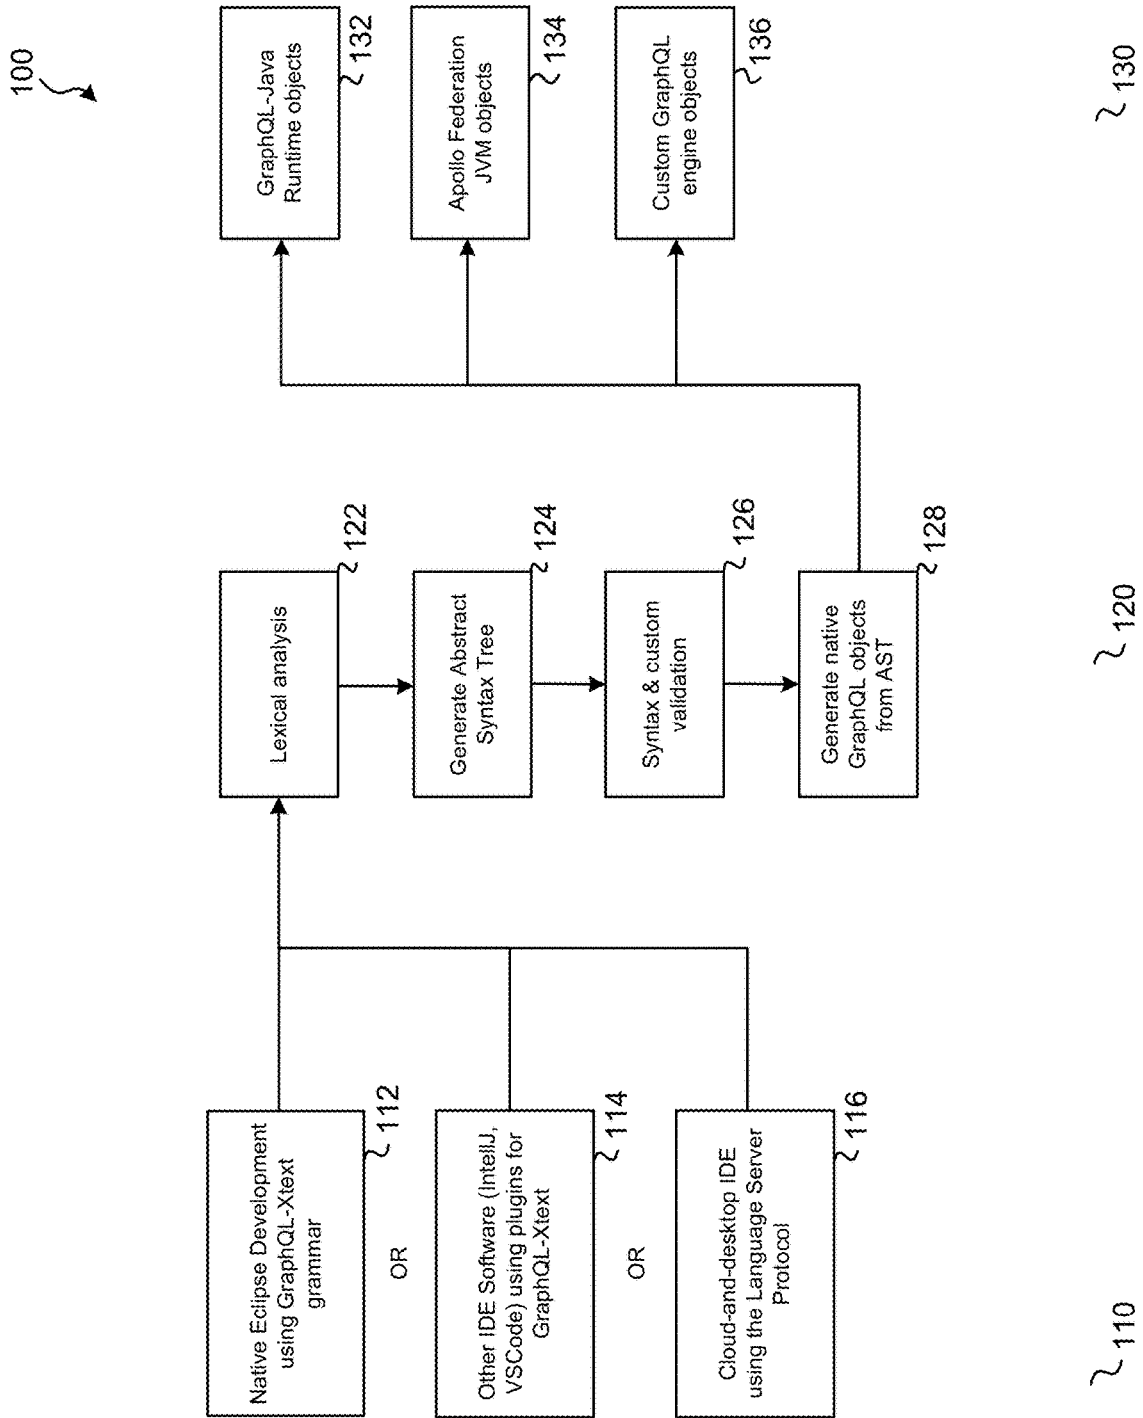 100
Native Eclipse Development
using GraphQL-Xtext
grammar
112
OR
Other IDE Software (IntellJ,
VSCode) using plugins for
GraphQL-Xtext
114
OR
Cloud-and-desktop IDE
using the Language Server
Protocol
116
110
Lexical analysis
122
Generate Abstract
Syntax Tree
124
Syntax & custom
validation
126
Generate native
GraphQL objects
from AST
128
120
GraphQL-Java
Runtime objects
132
Apollo Federation
JVM objects
134
Custom GraphQL
engine objects
136
130